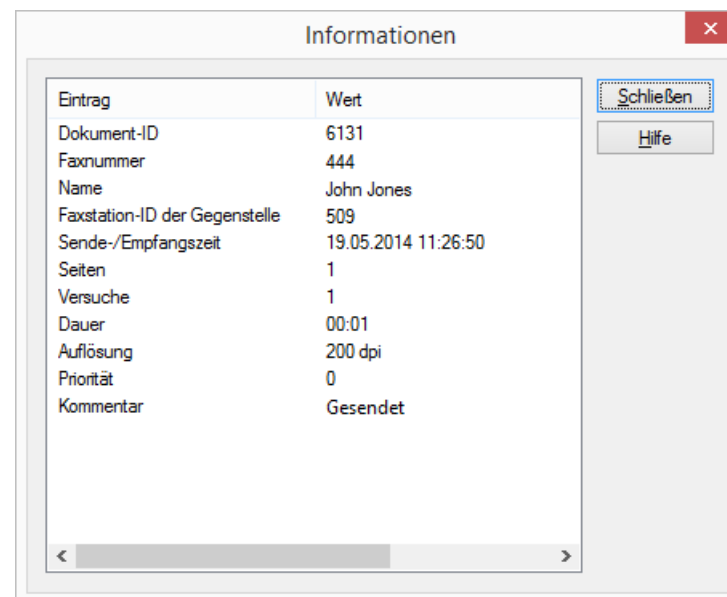 Informationen
Eintrag Wert
Dokument-ID 6131
Faxnummer 444
Name John Jones
Faxstation-ID der Gegenstelle 509
Sende-/Empfangszeit 19.05.2014 11:26:50
Seiten 1
Versuche 1
Dauer 00:01
Auflösung 200 dpi
Priorität 0
Kommentar Gesendet
Schließen
Hilfe